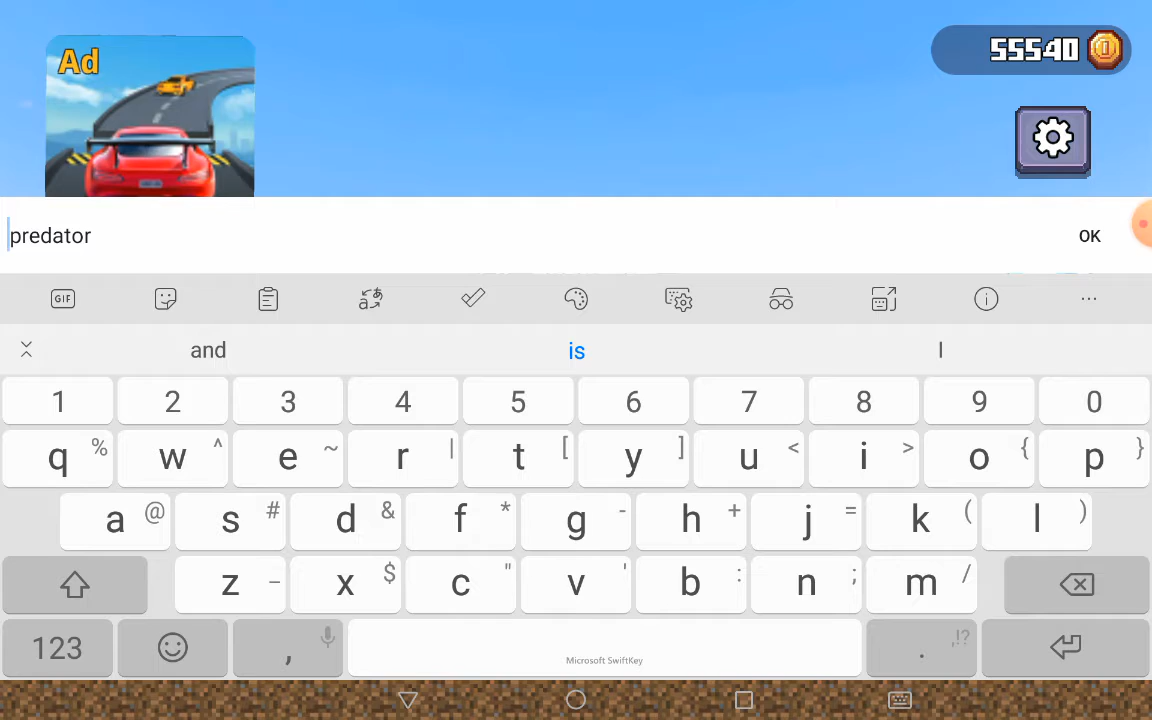 Ad
55540
predator
OK
GIF
and is I
1 2 3 4 5 6 7 8 9 0
q % w ^ e ~ r | t [ y ] u < i > o { p }
a @ s # d & f * g - h + j = k ( l )
z _ x $ c " v ' b : n ; m /
123 , Microsoft SwiftKey . ,!?